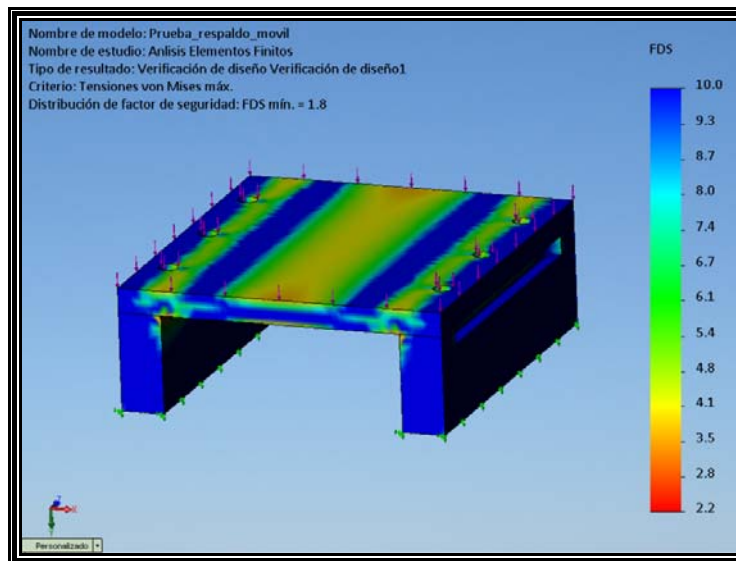 Nombre de modelo: Prueba_respaldo_movil
Nombre de estudio: Anlisis Elementos Finitos
Tipo de resultado: Verificación de diseño Verificación de diseño1
Criterio: Tensiones von Mises máx.
Distribución de factor de seguridad: FDS mín. = 1.8
FDS
10.0
9.3
8.7
8.0
7.4
6.7
6.1
5.4
4.8
4.1
3.5
2.8
2.2
X
Personalizado